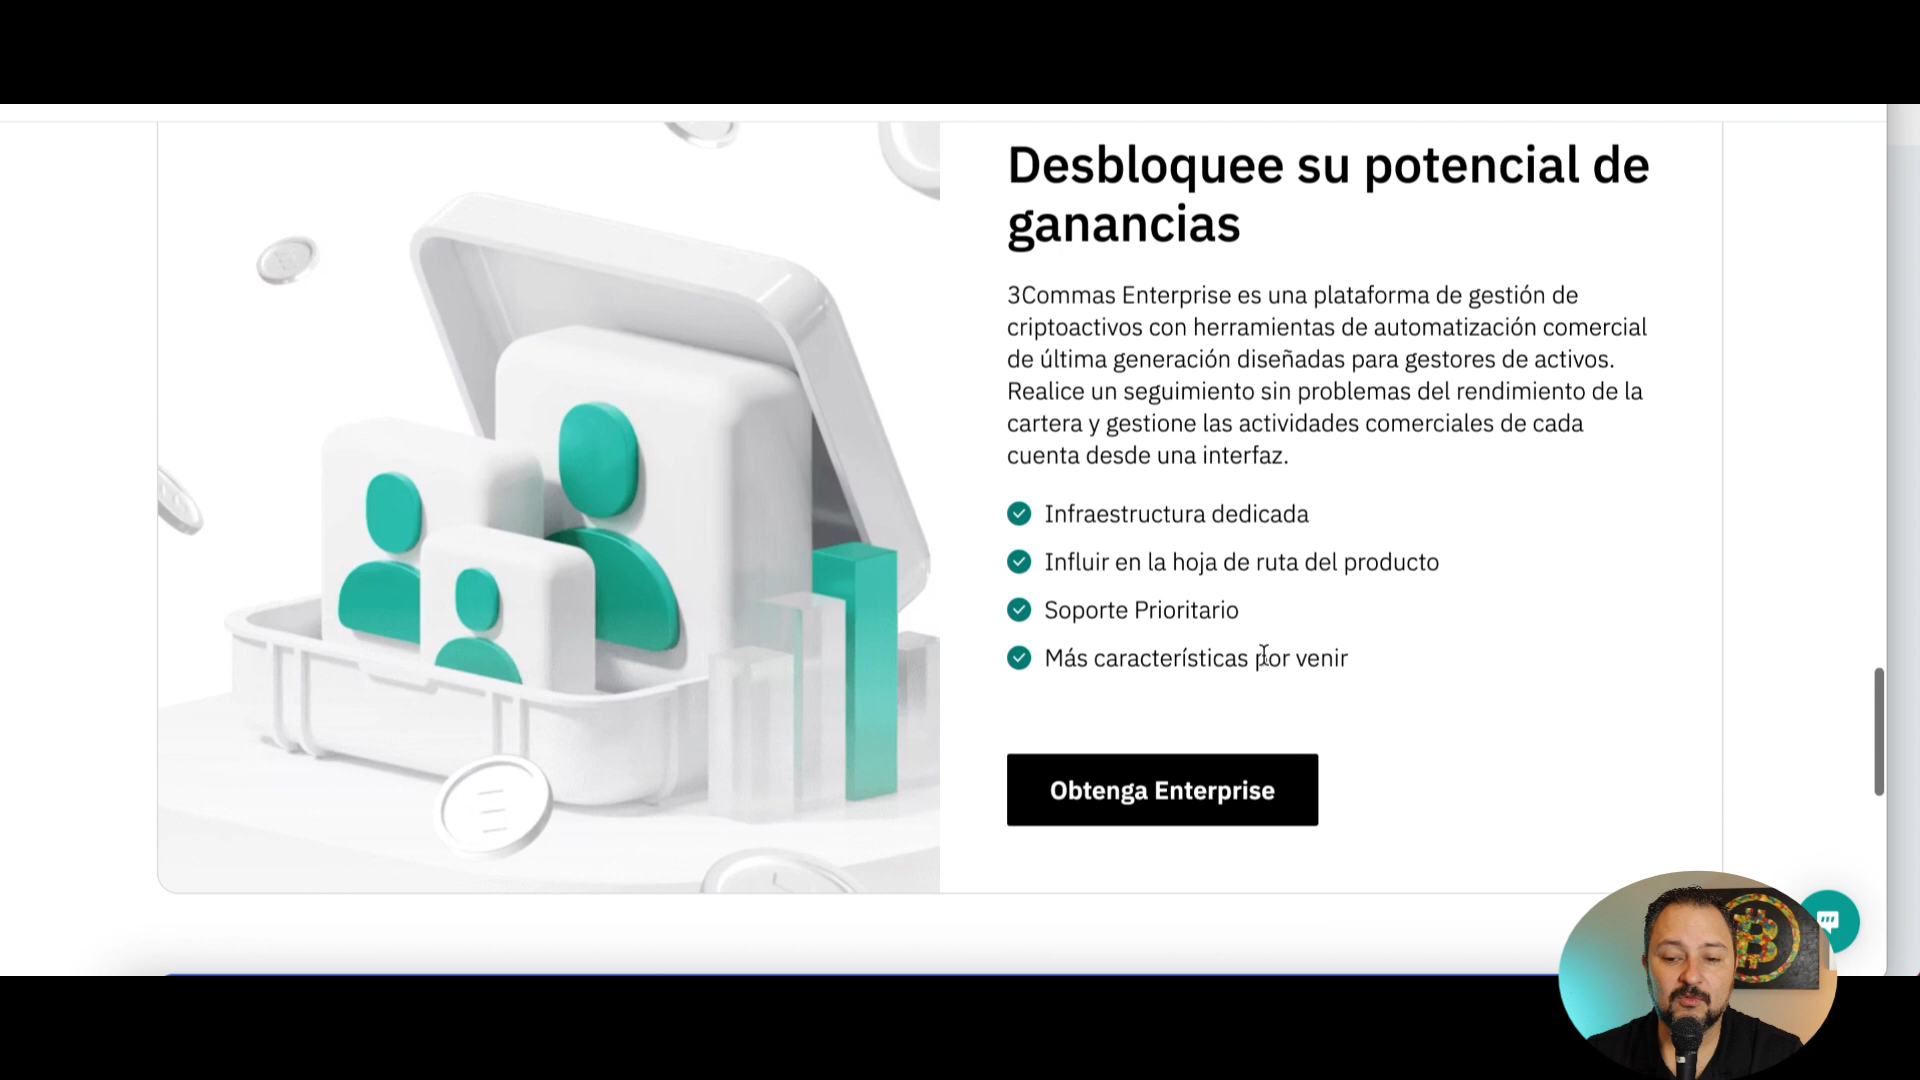 Desbloquee su potencial de
ganancias
3Commas Enterprise es una plataforma de gestión de
criptoactivos con herramientas de automatización comercial
de última generación diseñadas para gestores de activos.
Realice un seguimiento sin problemas del rendimiento de la
cartera y gestione las actividades comerciales de cada
cuenta desde una interfaz.
Infraestructura dedicada
Influir en la hoja de ruta del producto
Soporte Prioritario
Más características por venir
Obtenga Enterprise